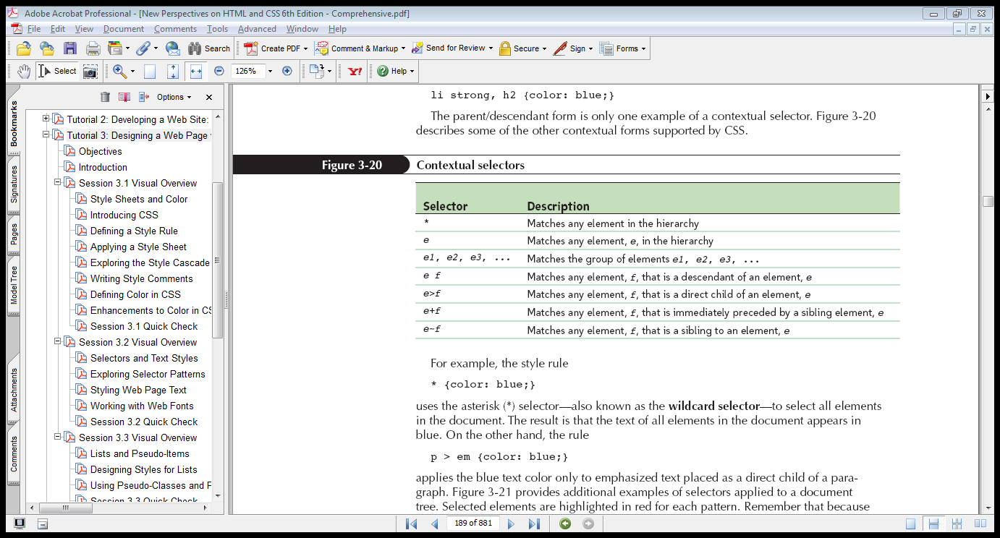 Adobe Acrobat Professional - [New Perspectives on HTML and CSS 6th Edition - Comprehensive.pdf]
File Edit View Document Comments Tools Advanced Window Help
Search Create PDF Comment & Markup Send for Review Secure Sign Forms
Select 126% Y! Help
Options
Bookmarks
Signatures
Pages
Model Tree
Attachments
Comments
Tutorial 2: Developing a Web Site:
Tutorial 3: Designing a Web Page
Objectives
Introduction
Session 3.1 Visual Overview
Style Sheets and Color
Introducing CSS
Defining a Style Rule
Applying a Style Sheet
Exploring the Style Cascade
Writing Style Comments
Defining Color in CSS
Enhancements to Color in CS
Session 3.1 Quick Check
Session 3.2 Visual Overview
Selectors and Text Styles
Exploring Selector Patterns
Styling Web Page Text
Working with Web Fonts
Session 3.2 Quick Check
Session 3.3 Visual Overview
Lists and Pseudo-Items
Designing Styles for Lists
Using Pseudo-Classes and P
Session 3.3 Quick Check
li strong, h2 {color: blue;}
The parent/descendant form is only one example of a contextual selector. Figure 3-20
describes some of the other contextual forms supported by CSS.
Figure 3-20 Contextual selectors
Selector Description
* Matches any element in the hierarchy
e Matches any element, e, in the hierarchy
e1, e2, e3, ... Matches the group of elements e1, e2, e3, ...
e f Matches any element, f, that is a descendant of an element, e
e>f Matches any element, f, that is a direct child of an element, e
e+f Matches any element, f, that is immediately preceded by a sibling element, e
e~f Matches any element, f, that is a sibling to an element, e
For example, the style rule
* {color: blue;}
uses the asterisk (*) selector—also known as the wildcard selector—to select all elements
in the document. The result is that the text of all elements in the document appears in
blue. On the other hand, the rule
p > em {color: blue;}
applies the blue text color only to emphasized text placed as a direct child of a para-
graph. Figure 3-21 provides additional examples of selectors applied to a document
tree. Selected elements are highlighted in red for each pattern. Remember that because
189 of 881